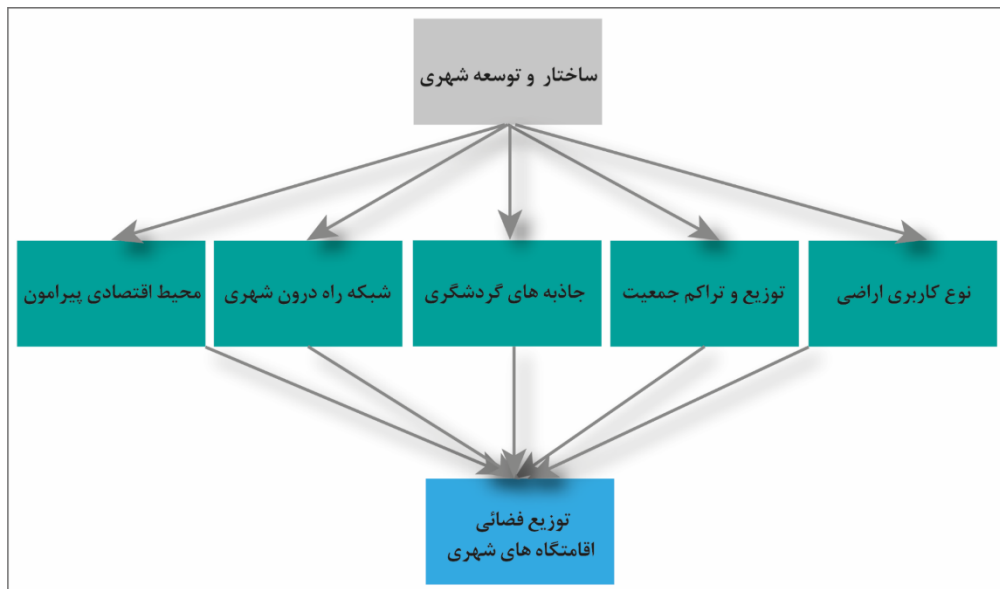 ساختار و توسعه شهری
نوع کاربری اراضی
توزیع و تراکم جمعیت
جاذبه های گردشگری
شبکه راه درون شهری
محیط اقتصادی پیرامون
توزیع فضائی
اقامتگاه های شهری